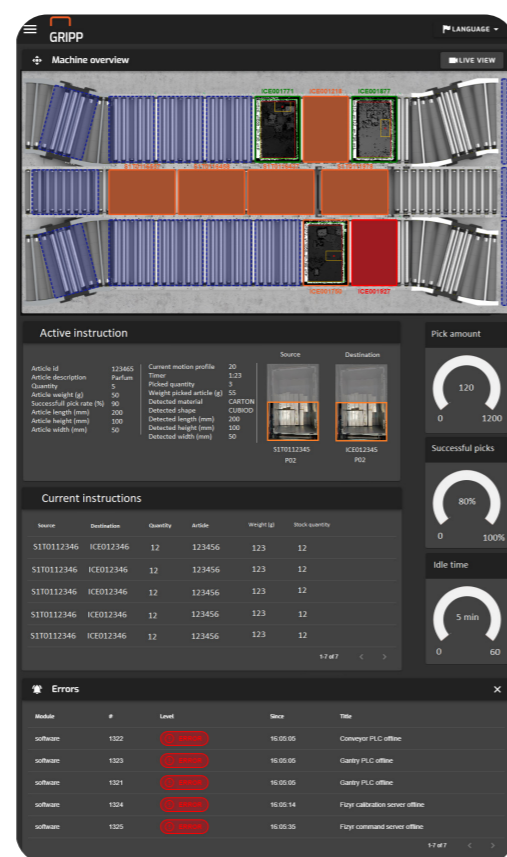 GRIPP
LANGUAGE
Machine overview
LIVE VIEW
ICE001771 ICE001877
ICE001927
Active instruction
Article id 123465
Article description Parfum
Quantity 5
Article weight (g) 50
Successfull pick rate (%) 90
Article length (mm) 200
Article height (mm) 100
Article width (mm) 50
Current motion profile 20
Timer 1:23
Picked quantity 3
Weight picked article (g) 55
Detected material CARTON
Detected shape CUBIOD
Detected length (mm) 200
Detected height (mm) 100
Detected width (mm) 50
Source Destination
S1T0112345 ICE012345
P02 P02
Pick amount
120
0 1200
Successful picks
80%
0 100%
Idle time
5 min
0 60
Current instructions
Source Destination Quantity Article Weight (g) Stock quantity
S1T0112346 ICE012346 12 123456 123 12
S1T0112346 ICE012346 12 123456 123 12
S1T0112346 ICE012346 12 123456 123 12
S1T0112346 ICE012346 12 123456 123 12
S1T0112346 ICE012346 12 123456 123 12
1-7 of 7
Errors
Module # Level Since Title
software 1322 ERROR 16:05:05 Conveyor PLC offline
software 1323 ERROR 16:05:05 Gantry PLC offline
software 1321 ERROR 16:05:05 Gantry PLC offline
software 1324 ERROR 16:05:14 Fizyr calibration server offline
software 1325 ERROR 16:05:35 Fizyr command server offline
1-7 of 7